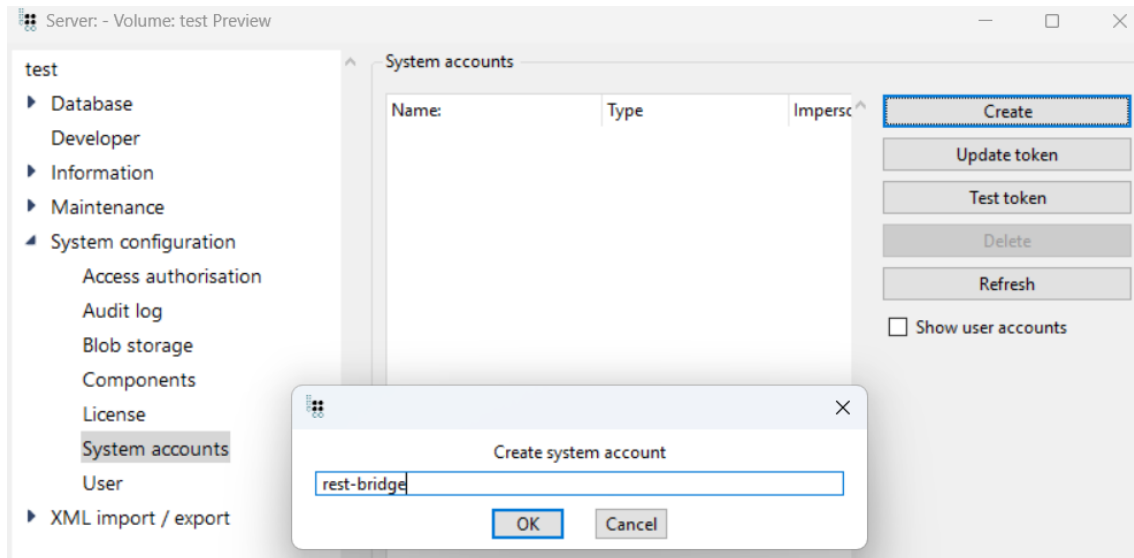 Server: - Volume: test Preview
test
Database
Developer
Information
Maintenance
System configuration
Access authorisation
Audit log
Blob storage
Components
License
System accounts
User
XML import / export
System accounts
Name: Type Impersc
Create
Update token
Test token
Delete
Refresh
Show user accounts
Create system account
rest-bridge
OK Cancel